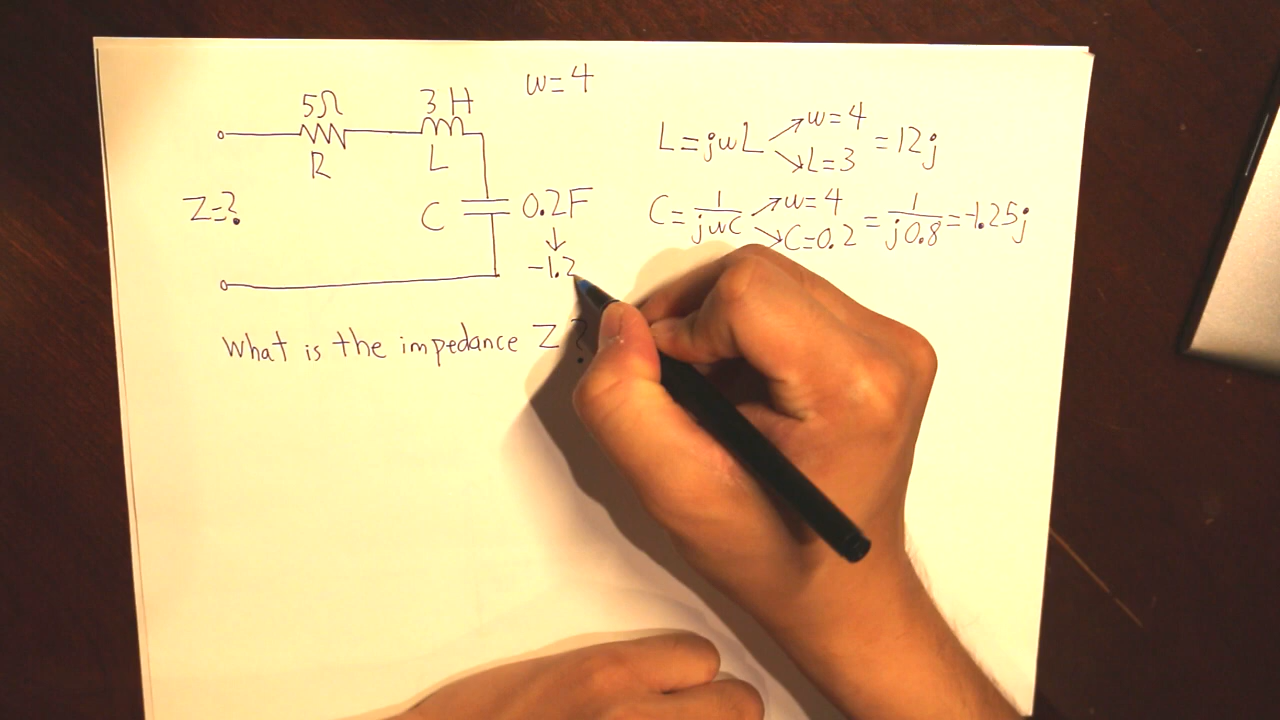 w=4
5Ω
3 H
R
L
Z=?
C
0.2F
↓
-1.2
What is the impedance Z ?
L=jwL ↗w=4 ↘L=3 =12j
C=1/jwC ↗w=4 ↘C=0.2 =1/j0.8=-1.25j